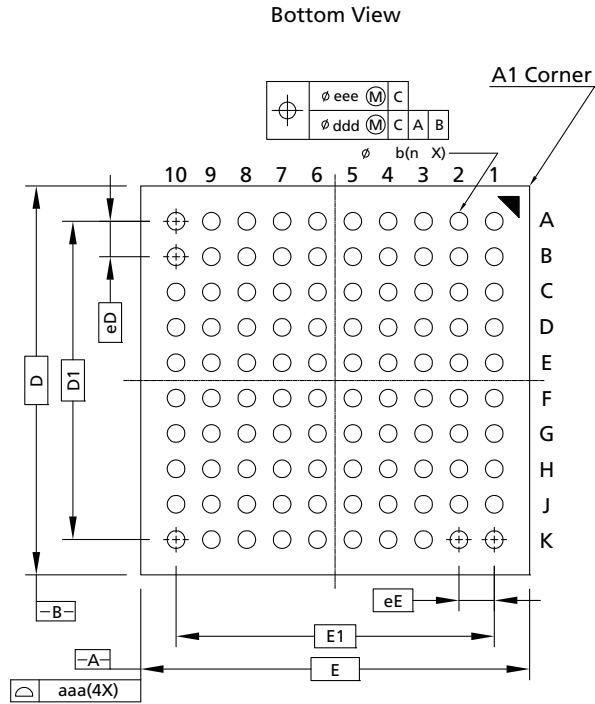 Bottom View
A1 Corner
ø eee Ⓜ C
ø ddd Ⓜ C A B
ø b(n X)
10 9 8 7 6 5 4 3 2 1
A
B
C
D
E
F
G
H
J
K
eD
D
D1
eE
-B-
E1
-A-
E
aaa(4X)